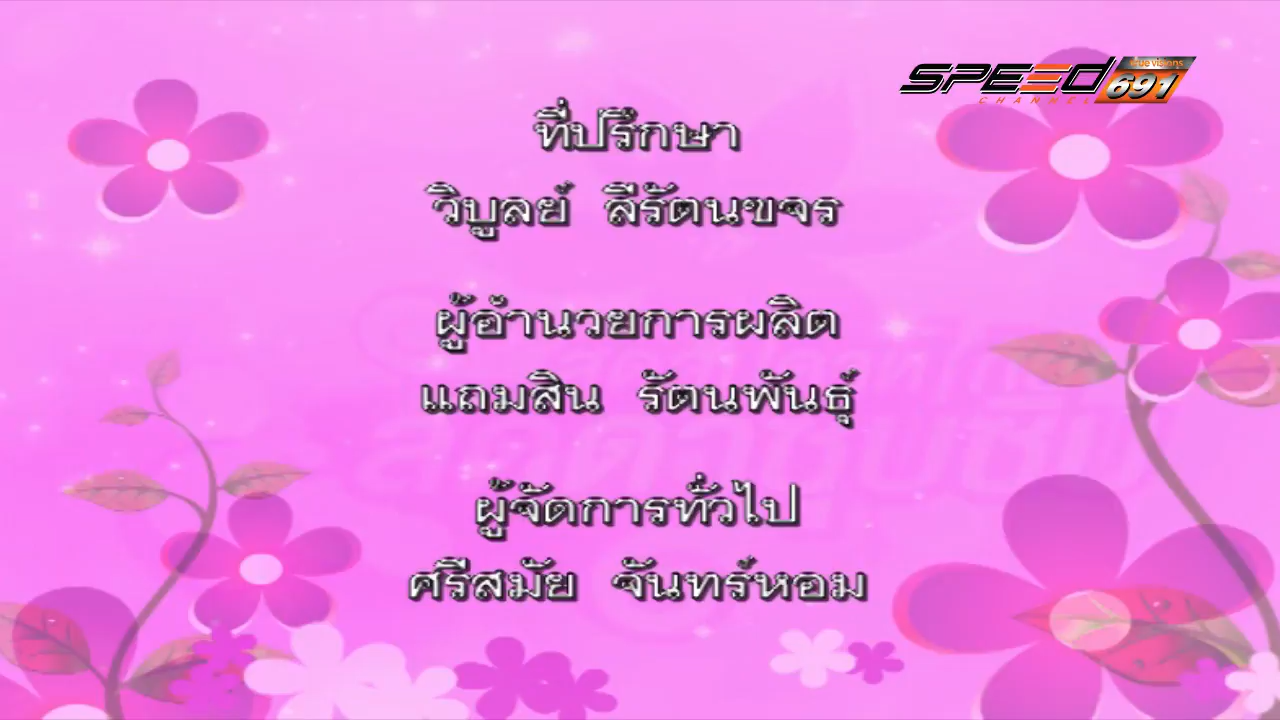 SPEED
CHANNEL
true visions
691
ที่ปรึกษา
วิบูลย์ ลีรัตนขจร
ผู้อำนวยการผลิต
แถมสิน รัตนพันธุ์
ผู้จัดการทั่วไป
ศรีสมัย จันทร์หอม